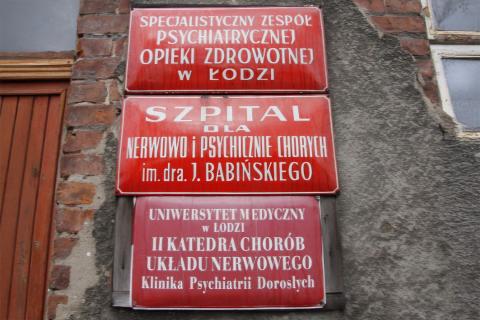 SPECJALISTYCZNY ZESPÓŁ
PSYCHIATRYCZNEJ
OPIEKI ZDROWOTNEJ
W ŁODZI
SZPITAL
DLA
NERWOWO I PSYCHICZNIE CHORYCH
im. dra. J. BABIŃSKIEGO
UNIWERSYTET MEDYCZNY
w ŁODZI
II KATEDRA CHORÓB
UKŁADU NERWOWEGO
Klinika Psychiatrii Dorosłych